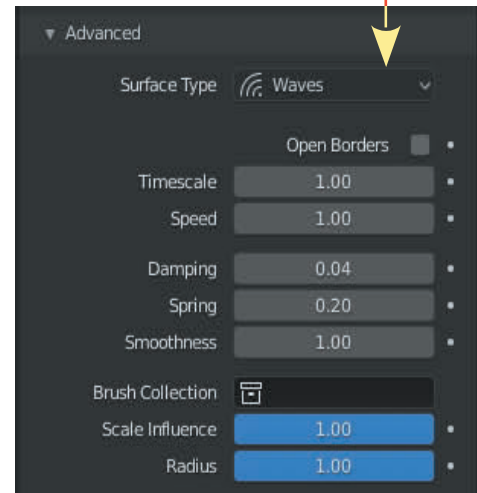 Advanced
Surface Type Waves
Open Borders
Timescale 1.00
Speed 1.00
Damping 0.04
Spring 0.20
Smoothness 1.00
Brush Collection
Scale Influence 1.00
Radius 1.00